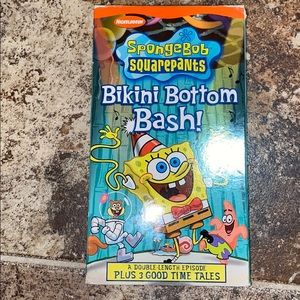 NICKELODEON
SpongeBob
SQUAREPANTS
Bikini Bottom
Bash!
A DOUBLE-LENGTH EPISODE
PLUS 3 GOOD TIME TALES